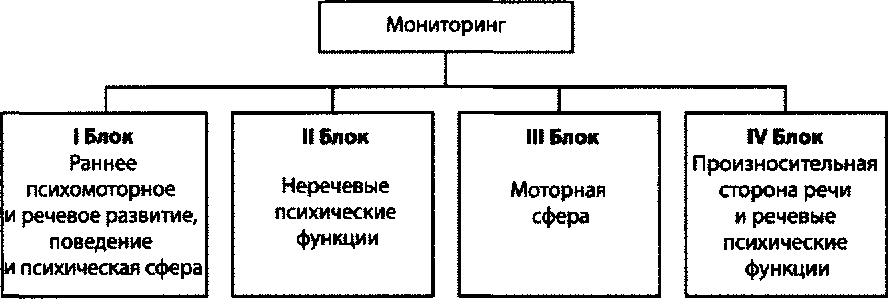 Мониторинг
I Блок
Раннее
психомоторное
и речевое развитие,
поведение
и психическая сфера
II Блок
Неречевые
психические
функции
III Блок
Моторная
сфера
IV Блок
Произносительная
сторона речи
и речевые
психические
функции